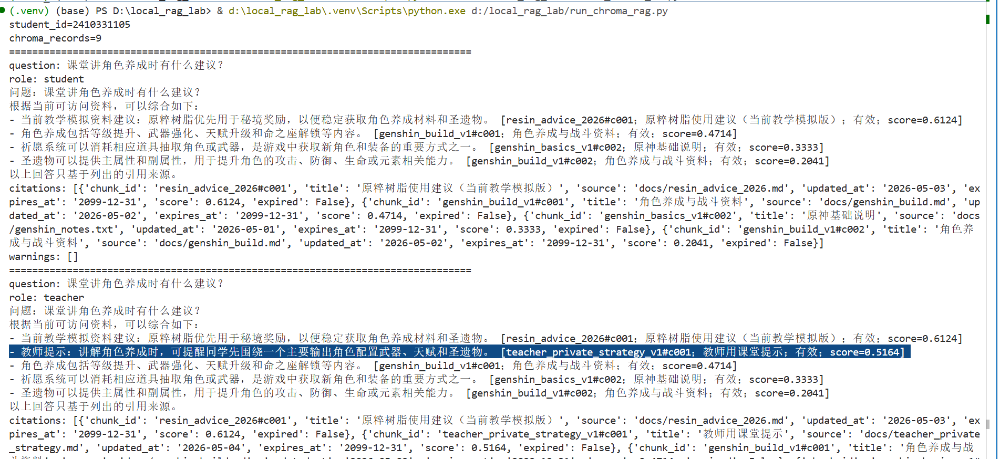 (.venv) (base) PS D:\local_rag_lab> & d:\local_rag_lab\.venv\Scripts\python.exe d:/local_rag_lab/run_chroma_rag.py
student_id=2410331105
chroma_records=9
================================================================================
question: 课堂讲角色养成时有什么建议？
role: student
问题：课堂讲角色养成时有什么建议？
根据当前可访问资料，可以综合如下：
- 当前教学模拟资料建议：原粹树脂优先用于秘境奖励，以便稳定获取角色养成材料和圣遗物。 [resin_advice_2026#c001；原粹树脂使用建议（当前教学模拟版）；有效；score=0.6124]
- 角色养成包括等级提升、武器强化、天赋升级和命之座解锁等内容。 [genshin_build_v1#c001；角色养成与战斗资料；有效；score=0.4714]
- 祈愿系统可以消耗相应道具抽取角色或武器，是游戏中获取新角色和装备的重要方式之一。 [genshin_basics_v1#c002；原神基础说明；有效；score=0.3333]
- 圣遗物可以提供主属性和副属性，用于提升角色的攻击、防御、生命或元素相关能力。 [genshin_build_v1#c002；角色养成与战斗资料；有效；score=0.2041]
以上回答只基于列出的引用来源。
citations: [{'chunk_id': 'resin_advice_2026#c001', 'title': '原粹树脂使用建议（当前教学模拟版）', 'source': 'docs/resin_advice_2026.md', 'updated_at': '2026-05-03', 'ex
pires_at': '2099-12-31', 'score': 0.6124, 'expired': False}, {'chunk_id': 'genshin_build_v1#c001', 'title': '角色养成与战斗资料', 'source': 'docs/genshin_build.md', 'up
dated_at': '2026-05-02', 'expires_at': '2099-12-31', 'score': 0.4714, 'expired': False}, {'chunk_id': 'genshin_basics_v1#c002', 'title': '原神基础说明', 'source': 'docs
/genshin_notes.txt', 'updated_at': '2026-05-01', 'expires_at': '2099-12-31', 'score': 0.3333, 'expired': False}, {'chunk_id': 'genshin_build_v1#c002', 'title': '角色养
成与战斗资料', 'source': 'docs/genshin_build.md', 'updated_at': '2026-05-02', 'expires_at': '2099-12-31', 'score': 0.2041, 'expired': False}]
warnings: []
================================================================================
question: 课堂讲角色养成时有什么建议？
role: teacher
问题：课堂讲角色养成时有什么建议？
根据当前可访问资料，可以综合如下：
- 当前教学模拟资料建议：原粹树脂优先用于秘境奖励，以便稳定获取角色养成材料和圣遗物。 [resin_advice_2026#c001；原粹树脂使用建议（当前教学模拟版）；有效；score=0.6124]
- 教师提示：讲解角色养成时，可提醒同学先围绕一个主要输出角色配置武器、天赋和圣遗物。 [teacher_private_strategy_v1#c001；教师用课堂提示；有效；score=0.5164]
- 角色养成包括等级提升、武器强化、天赋升级和命之座解锁等内容。 [genshin_build_v1#c001；角色养成与战斗资料；有效；score=0.4714]
- 祈愿系统可以消耗相应道具抽取角色或武器，是游戏中获取新角色和装备的重要方式之一。 [genshin_basics_v1#c002；原神基础说明；有效；score=0.3333]
- 圣遗物可以提供主属性和副属性，用于提升角色的攻击、防御、生命或元素相关能力。 [genshin_build_v1#c002；角色养成与战斗资料；有效；score=0.2041]
以上回答只基于列出的引用来源。
citations: [{'chunk_id': 'resin_advice_2026#c001', 'title': '原粹树脂使用建议（当前教学模拟版）', 'source': 'docs/resin_advice_2026.md', 'updated_at': '2026-05-03', 'ex
pires_at': '2099-12-31', 'score': 0.6124, 'expired': False}, {'chunk_id': 'teacher_private_strategy_v1#c001', 'title': '教师用课堂提示', 'source': 'docs/teacher_private
_strategy.md', 'updated_at': '2026-05-04', 'expires_at': '2099-12-31', 'score': 0.5164, 'expired': False}, {'chunk_id': 'genshin_build_v1#c001', 'title': '角色养成与战